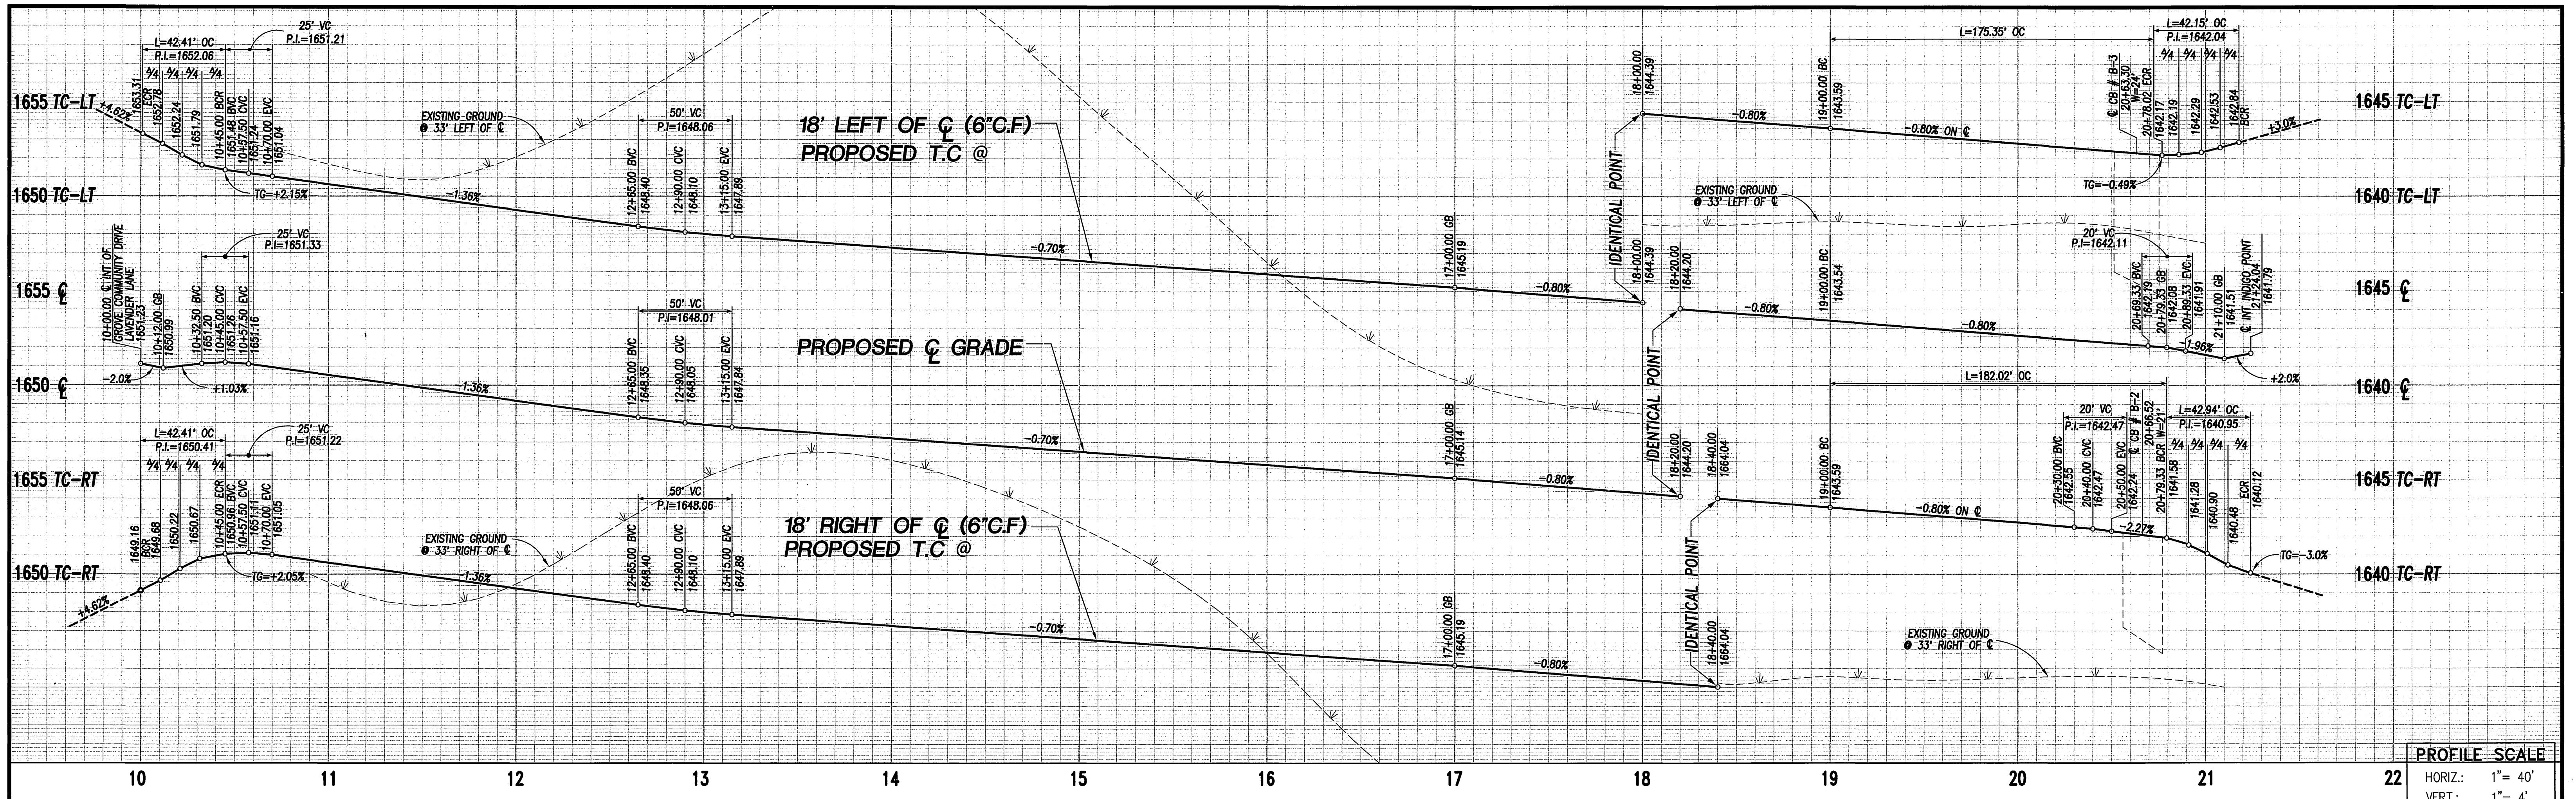 L=42.41' OC
P.I.=1652.06
25' VC
P.I.=1651.21
Δ/4 Δ/4 Δ/4 Δ/4
1655 TC-LT
+4.62%
1653.31
ECR
1652.78
1652.24
1651.79
10+45.00 BCR
1651.48 BVC
10+57.50 CVC
1651.24
10+70.00 EVC
1651.04
TG=+2.15%
1650 TC-LT
EXISTING GROUND
@ 33' LEFT OF ℄
-1.36%
50' VC
P.I=1648.06
12+65.00 BVC
1648.40
12+90.00 CVC
1648.10
13+15.00 EVC
1647.89
18' LEFT OF ℄ (6"C.F)
PROPOSED T.C @
-0.70%
17+00.00 GB
1645.19
-0.80%
IDENTICAL POINT
18+00.00
1644.39
18+00.00
1644.39
-0.80%
19+00.00 BC
1643.59
L=175.35' OC
-0.80% ON ℄
℄ CB # B-3
20+63.30
W=24'
20+78.02 ECR
1642.17
L=42.15' OC
P.I.=1642.04
Δ/4 Δ/4 Δ/4 Δ/4
1642.19
1642.29
1642.53
1642.84
BCR
+3.0%
TG=-0.49%
1645 TC-LT
1640 TC-LT
EXISTING GROUND
@ 33' LEFT OF ℄
1655 ℄
10+00.00 ℄ INT OF
GROVE COMMUNITY DRIVE
LAVENDER LANE
1651.23
10+12.00 GB
1650.99
25' VC
P.I=1651.33
10+32.50 BVC
1651.20
10+45.00 CVC
1651.26
10+57.50 EVC
1651.16
-2.0%
+1.03%
1650 ℄
-1.36%
50' VC
P.I=1648.01
12+65.00 BVC
1648.35
12+90.00 CVC
1648.05
13+15.00 EVC
1647.84
PROPOSED ℄ GRADE
-0.70%
17+00.00 GB
1645.14
-0.80%
IDENTICAL POINT
18+20.00
1644.20
18+20.00
1644.20
-0.80%
19+00.00 BC
1643.54
-0.80%
20' VC
P.I=1642.11
20+69.33 BVC
1642.19
20+79.33 GB
1642.08
20+89.33 EVC
1641.91
-1.96%
21+10.00 GB
1641.51
℄ INT INDIGO POINT
21+24.04
1641.79
+2.0%
1645 ℄
1640 ℄
L=42.41' OC
P.I.=1650.41
25' VC
P.I=1651.22
Δ/4 Δ/4 Δ/4 Δ/4
1655 TC-RT
1649.16
BCR
1649.68
1650.22
1650.67
10+45.00 ECR
1650.96 BVC
10+57.50 CVC
1651.11
10+70.00 EVC
1651.05
TG=+2.05%
1650 TC-RT
+4.62%
EXISTING GROUND
@ 33' RIGHT OF ℄
-1.36%
50' VC
P.I=1648.06
12+65.00 BVC
1648.40
12+90.00 CVC
1648.10
13+15.00 EVC
1647.89
18' RIGHT OF ℄ (6"C.F)
PROPOSED T.C @
-0.70%
17+00.00 GB
1645.19
-0.80%
IDENTICAL POINT
18+40.00
1664.04
18+40.00
1664.04
19+00.00 BC
1643.59
L=182.02' OC
-0.80% ON ℄
20' VC
P.I.=1642.47
20+30.00 BVC
1642.55
20+40.00 CVC
1642.47
20+50.00 EVC
1642.24
℄ CB # B-2
20+66.52
W=21'
20+79.33 BCR
1641.58
-2.27%
L=42.94' OC
P.I.=1640.95
Δ/4 Δ/4 Δ/4 Δ/4
1641.28
1640.90
1640.48
ECR
1640.12
TG=-3.0%
1645 TC-RT
1640 TC-RT
EXISTING GROUND
@ 33' RIGHT OF ℄
10 11 12 13 14 15 16 17 18 19 20 21 22
PROFILE SCALE
HORIZ.: 1"= 40'
VERT.: 1"= 4'